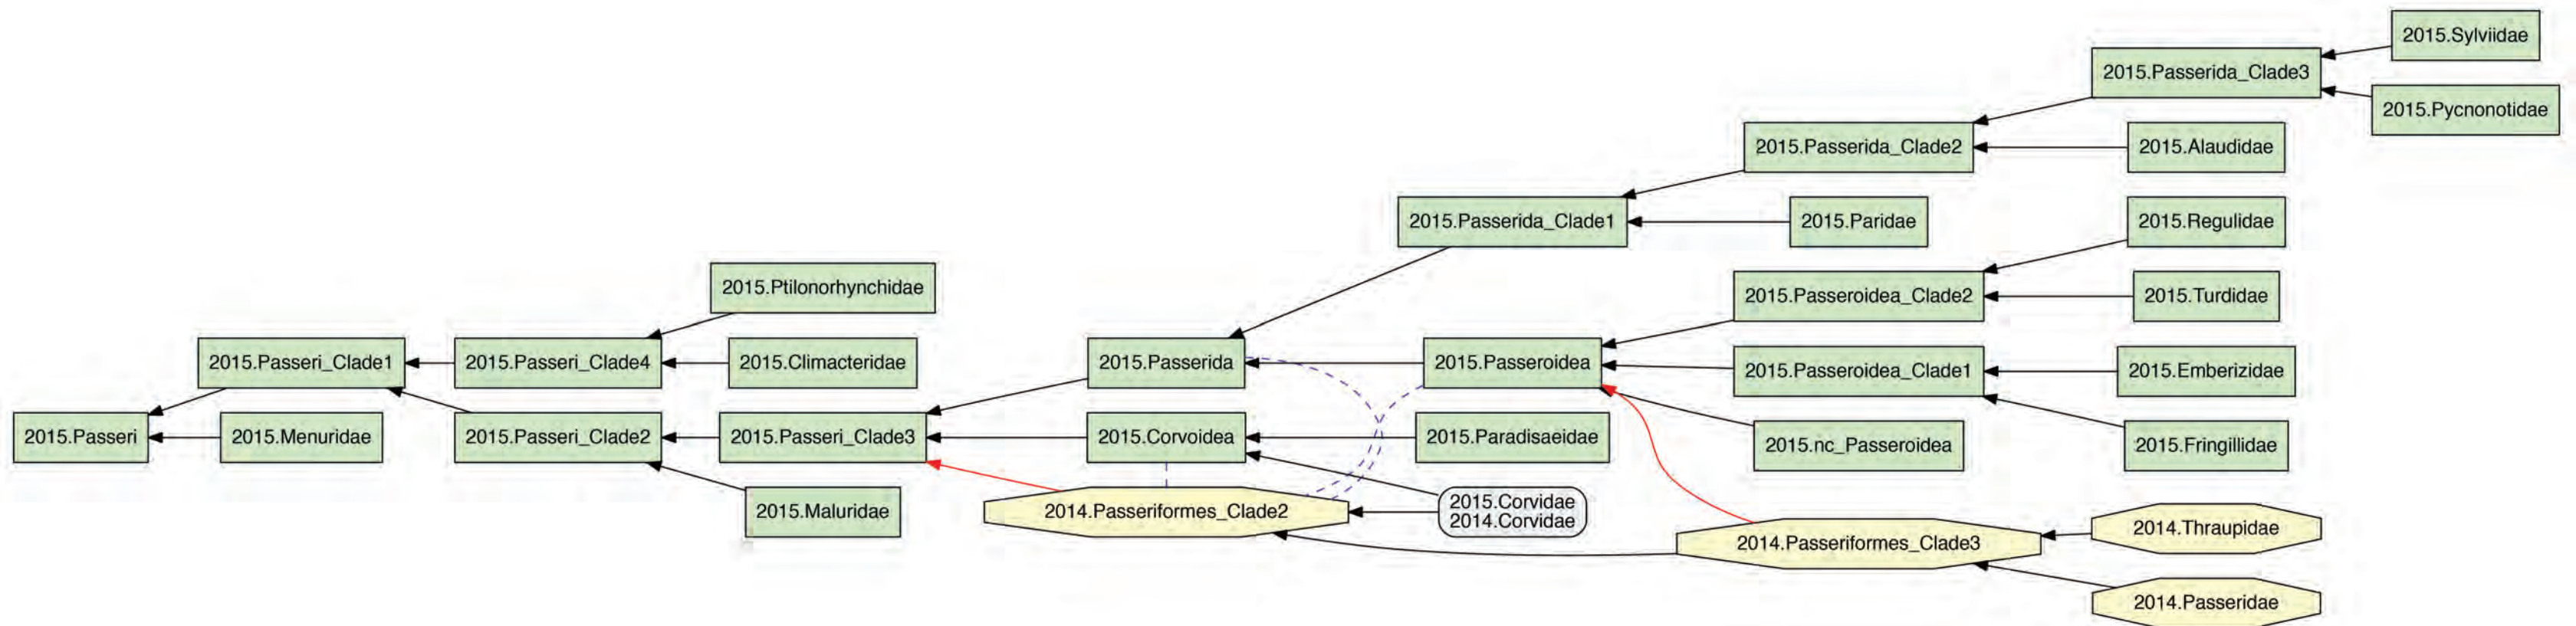 2015.Sylviidae
2015.Passerida_Clade3
2015.Pycnonotidae
2015.Passerida_Clade2
2015.Alaudidae
2015.Passerida_Clade1
2015.Paridae
2015.Regulidae
2015.Ptilonorhynchidae
2015.Passeroidea_Clade2
2015.Turdidae
2015.Passeri_Clade1
2015.Passeri_Clade4
2015.Climacteridae
2015.Passerida
2015.Passeroidea
2015.Passeroidea_Clade1
2015.Emberizidae
2015.Passeri
2015.Menuridae
2015.Passeri_Clade2
2015.Passeri_Clade3
2015.Corvoidea
2015.Paradisaeidae
2015.nc_Passeroidea
2015.Fringillidae
2015.Maluridae
2014.Passeriformes_Clade2
2015.Corvidae
2014.Corvidae
2014.Passeriformes_Clade3
2014.Thraupidae
2014.Passeridae